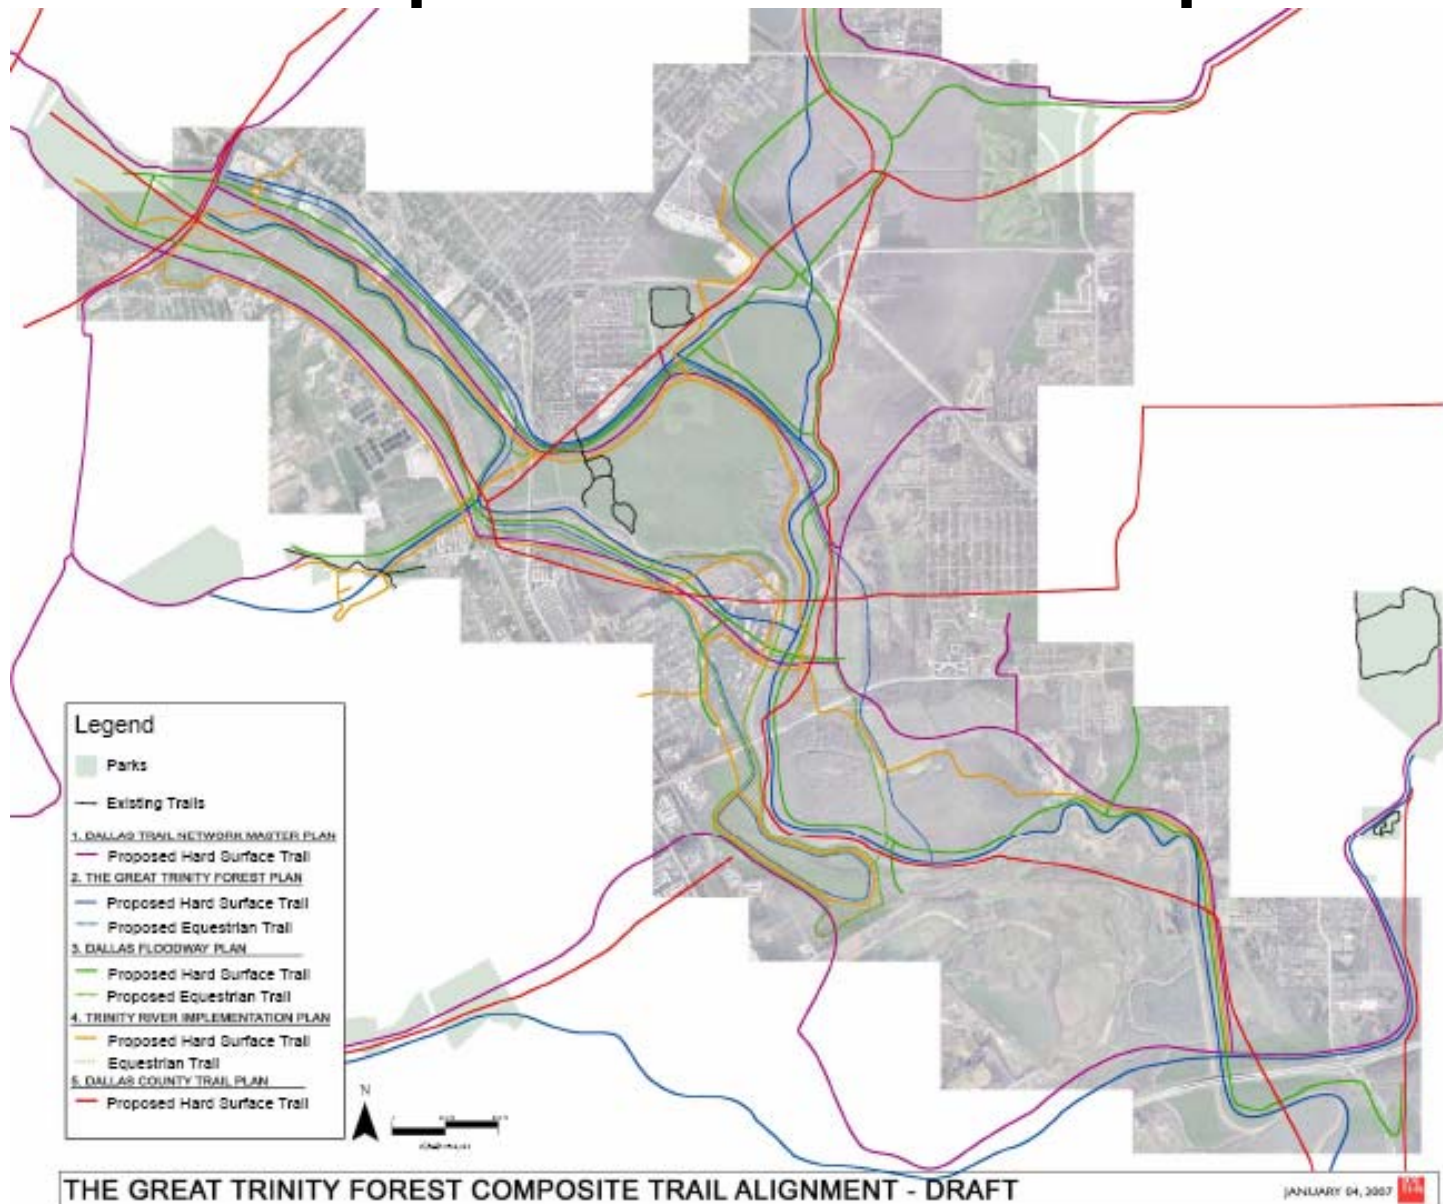 Legend
Parks
Existing Trails
1. DALLAS TRAIL NETWORK MASTER PLAN
Proposed Hard Surface Trail
2. THE GREAT TRINITY FOREST PLAN
Proposed Hard Surface Trail
Proposed Equestrian Trail
3. DALLAS FLOODWAY PLAN
Proposed Hard Surface Trail
Proposed Equestrian Trail
4. TRINITY RIVER IMPLEMENTATION PLAN
Proposed Hard Surface Trail
Equestrian Trail
5. DALLAS COUNTY TRAIL PLAN
Proposed Hard Surface Trail
N
THE GREAT TRINITY FOREST COMPOSITE TRAIL ALIGNMENT - DRAFT
JANUARY 04, 2007